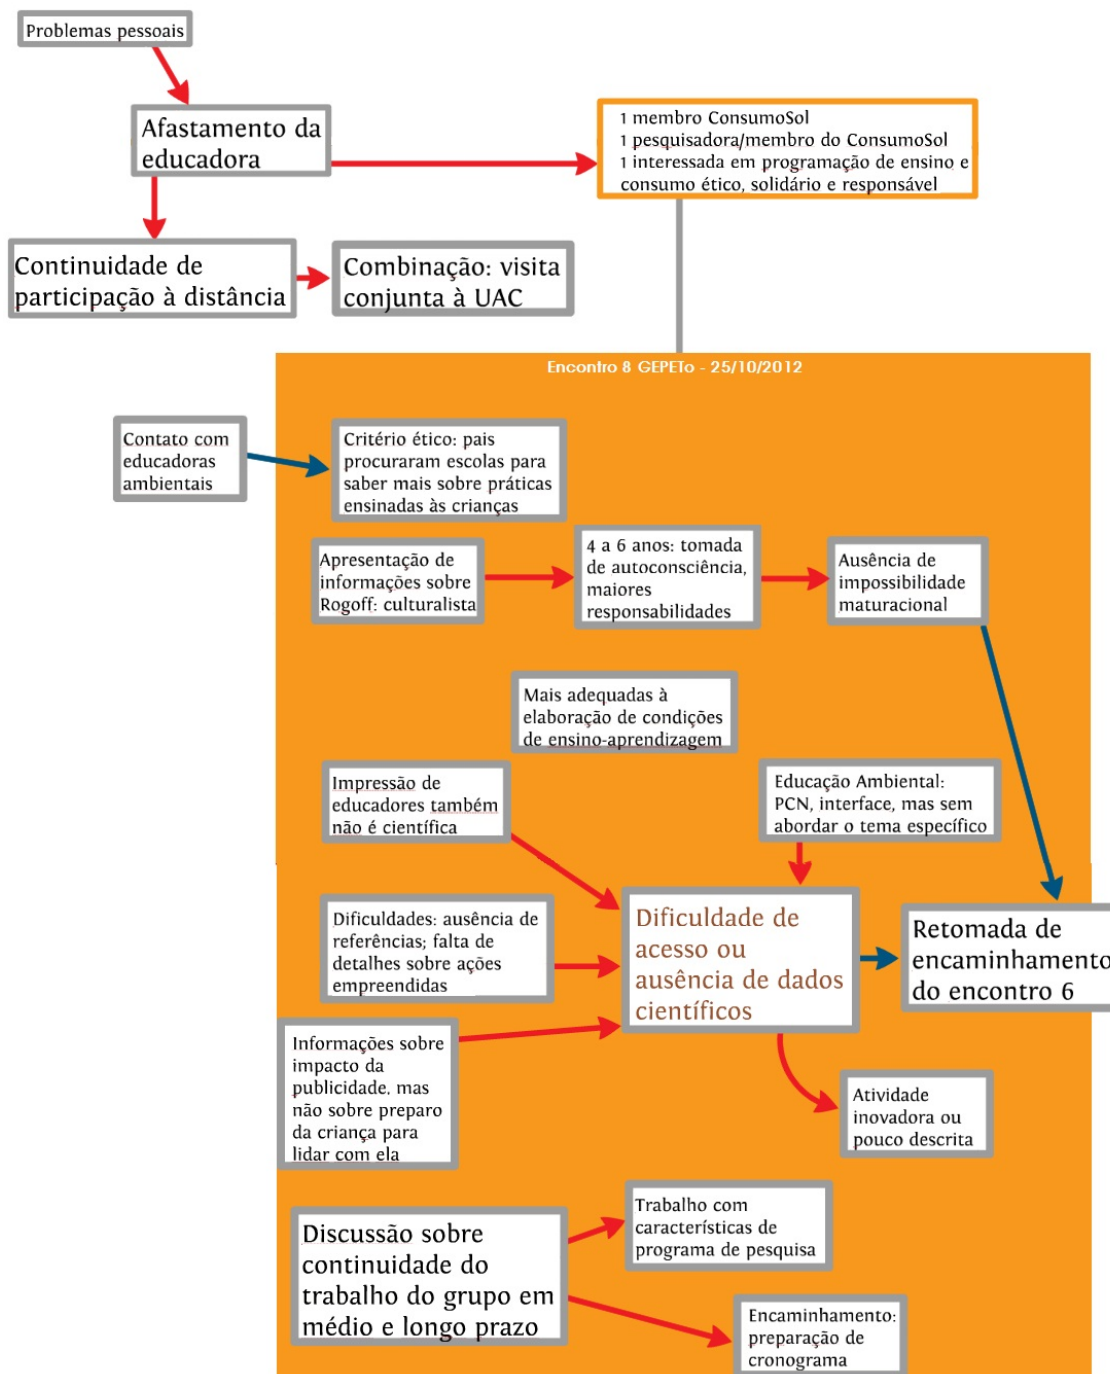 Problemas pessoais
Afastamento da
educadora
1 membro ConsumoSol
1 pesquisadora/membro do ConsumoSol
1 interessada em programação de ensino e
consumo ético, solidário e responsável
Continuidade de
participação à distância
Combinação: visita
conjunta à UAC
Encontro 8 GEPETo - 25/10/2012
Contato com
educadoras
ambientais
Critério ético: pais
procuraram escolas para
saber mais sobre práticas
ensinadas às crianças
Apresentação de
informações sobre
Rogoff: culturalista
4 a 6 anos: tomada
de autoconsciência,
maiores
responsabilidades
Ausência de
impossibilidade
maturacional
Mais adequadas à
elaboração de condições
de ensino-aprendizagem
Impressão de
educadores também
não é científica
Educação Ambiental:
PCN, interface, mas sem
abordar o tema específico
Dificuldades: ausência de
referências; falta de
detalhes sobre ações
empreendidas
Dificuldade de
acesso ou
ausência de dados
científicos
Retomada de
encaminhamento
do encontro 6
Informações sobre
impacto da
publicidade, mas
não sobre preparo
da criança para
lidar com ela
Atividade
inovadora ou
pouco descrita
Discussão sobre
continuidade do
trabalho do grupo em
médio e longo prazo
Trabalho com
características de
programa de pesquisa
Encaminhamento:
preparação de
cronograma